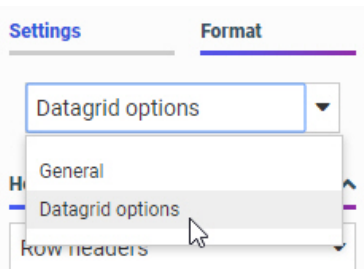 Settings Format
Datagrid options
General
Datagrid options
Row headers